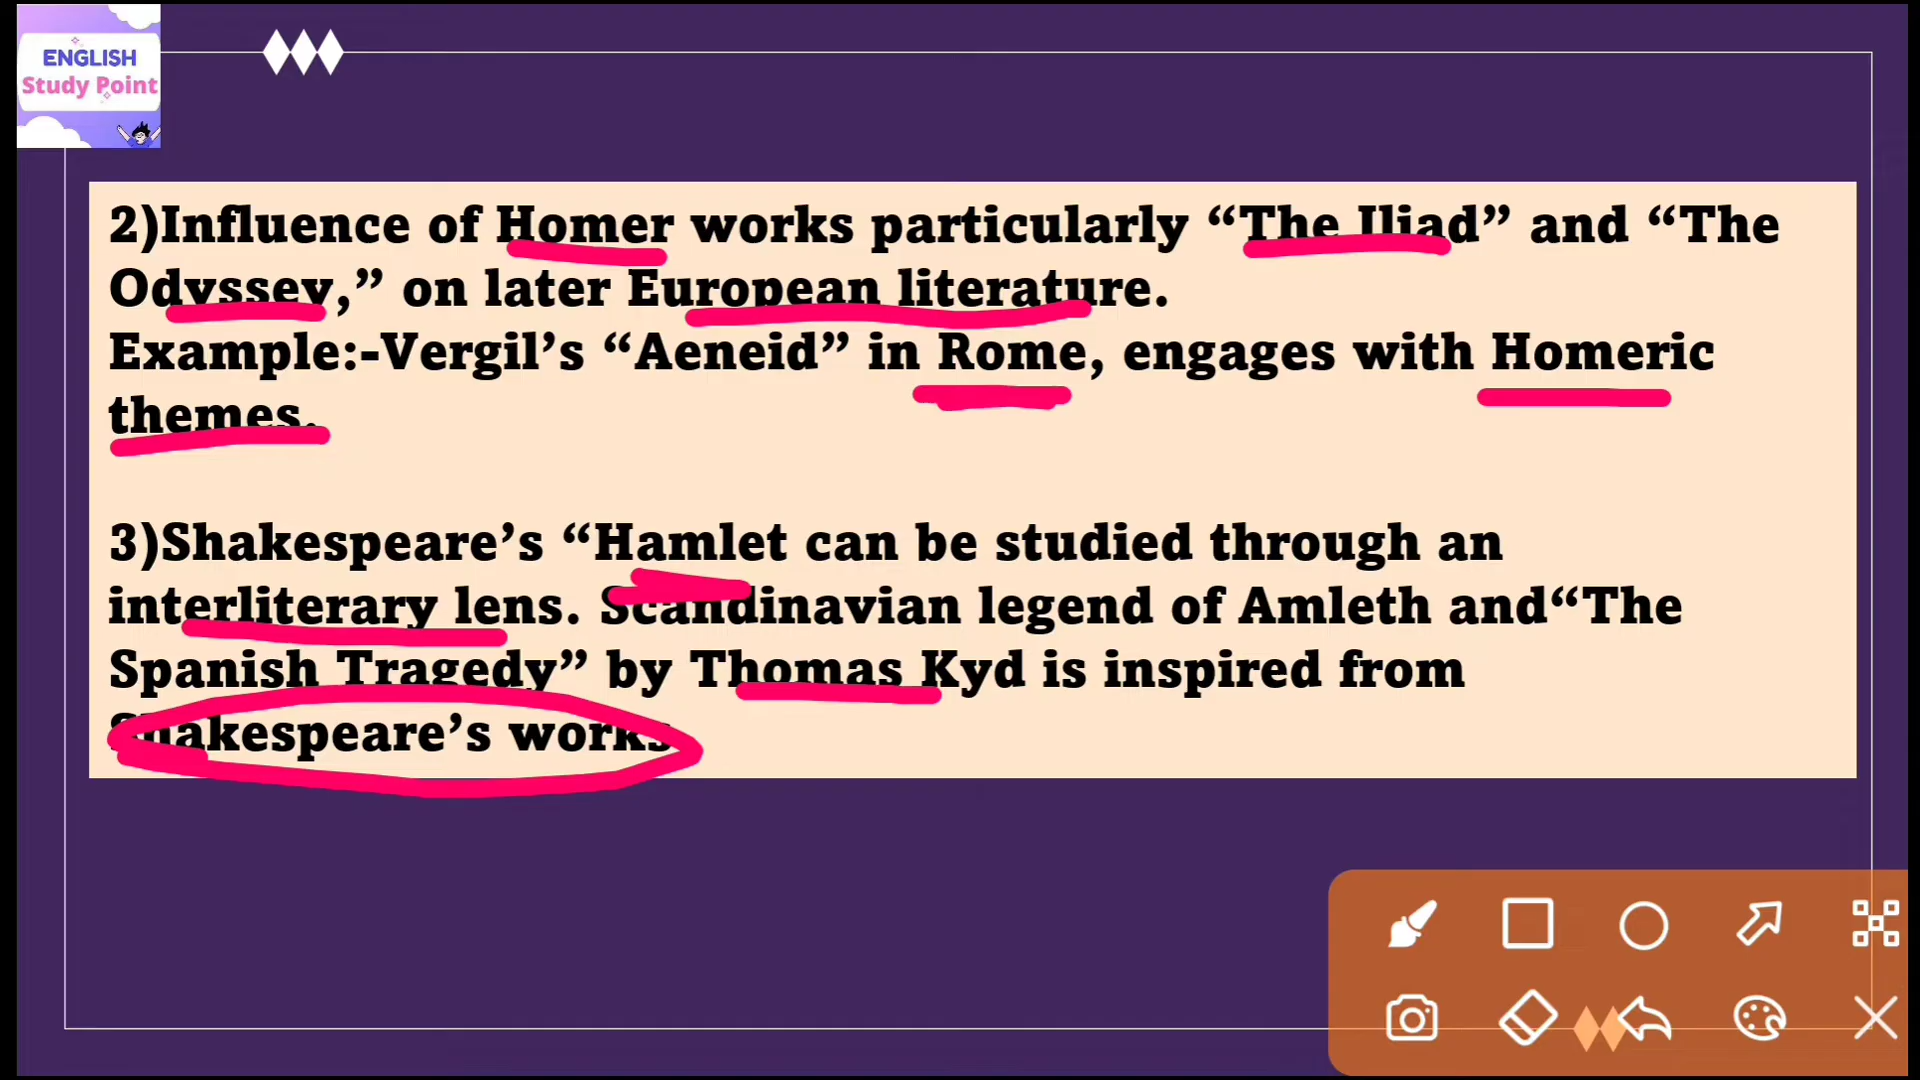 ENGLISH
Study Point
2)Influence of Homer works particularly “The Iliad” and “The
Odyssey,” on later European literature.
Example:-Vergil’s “Aeneid” in Rome, engages with Homeric
themes.
3)Shakespeare’s “Hamlet can be studied through an
interliterary lens. Scandinavian legend of Amleth and“The
Spanish Tragedy” by Thomas Kyd is inspired from
Shakespeare’s works